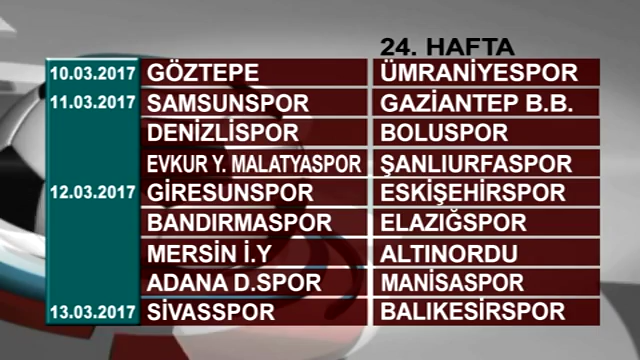 24. HAFTA
10.03.2017 GÖZTEPE ÜMRANİYESPOR
11.03.2017 SAMSUNSPOR GAZİANTEP B.B.
DENİZLİSPOR BOLUSPOR
EVKUR Y. MALATYASPOR ŞANLIURFASPOR
12.03.2017 GİRESUNSPOR ESKİŞEHİRSPOR
BANDIRMASPOR ELAZIĞSPOR
MERSİN İ.Y ALTINORDU
ADANA D.SPOR MANİSASPOR
13.03.2017 SİVASSPOR BALIKESİRSPOR